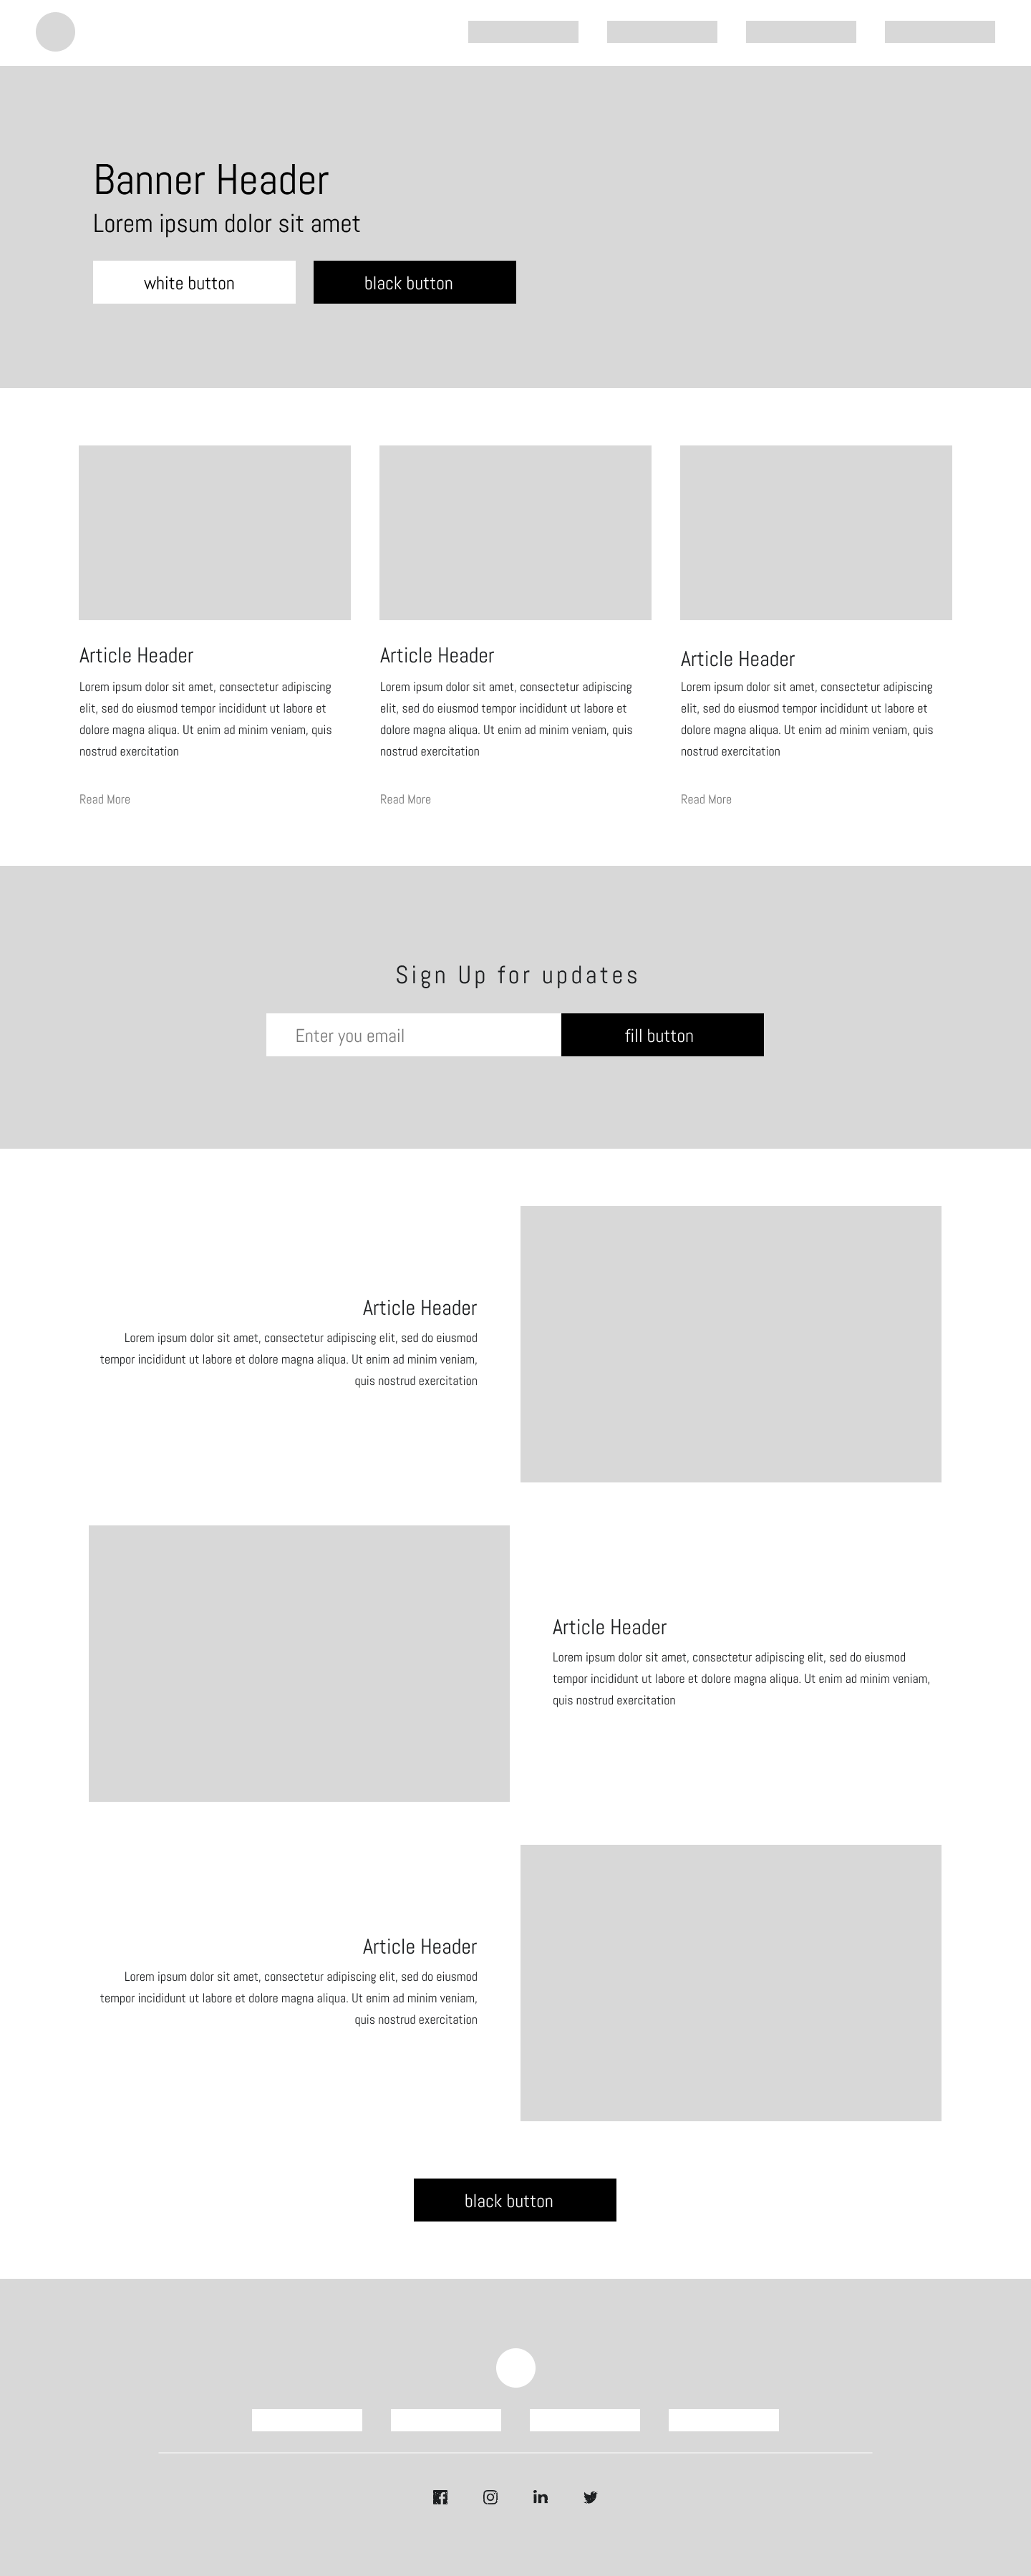 Banner Header
Lorem ipsum dolor sit amet
white button
black button
Article Header
Lorem ipsum dolor sit amet, consectetur adipiscing
elit, sed do eiusmod tempor incididunt ut labore et
dolore magna aliqua. Ut enim ad minim veniam, quis
nostrud exercitation
Read More
Article Header
Lorem ipsum dolor sit amet, consectetur adipiscing
elit, sed do eiusmod tempor incididunt ut labore et
dolore magna aliqua. Ut enim ad minim veniam, quis
nostrud exercitation
Read More
Article Header
Lorem ipsum dolor sit amet, consectetur adipiscing
elit, sed do eiusmod tempor incididunt ut labore et
dolore magna aliqua. Ut enim ad minim veniam, quis
nostrud exercitation
Read More
Sign Up for updates
Enter you email
fill button
Article Header
Lorem ipsum dolor sit amet, consectetur adipiscing elit, sed do eiusmod
tempor incididunt ut labore et dolore magna aliqua. Ut enim ad minim veniam,
quis nostrud exercitation
Article Header
Lorem ipsum dolor sit amet, consectetur adipiscing elit, sed do eiusmod
tempor incididunt ut labore et dolore magna aliqua. Ut enim ad minim veniam,
quis nostrud exercitation
Article Header
Lorem ipsum dolor sit amet, consectetur adipiscing elit, sed do eiusmod
tempor incididunt ut labore et dolore magna aliqua. Ut enim ad minim veniam,
quis nostrud exercitation
black button